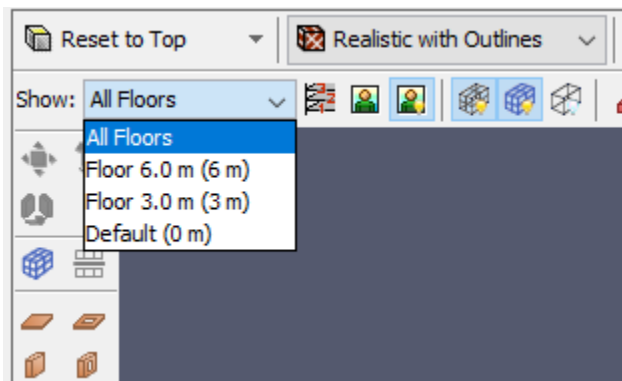 Reset to Top
Realistic with Outlines
Show: All Floors
All Floors
Floor 6.0 m (6 m)
Floor 3.0 m (3 m)
Default (0 m)